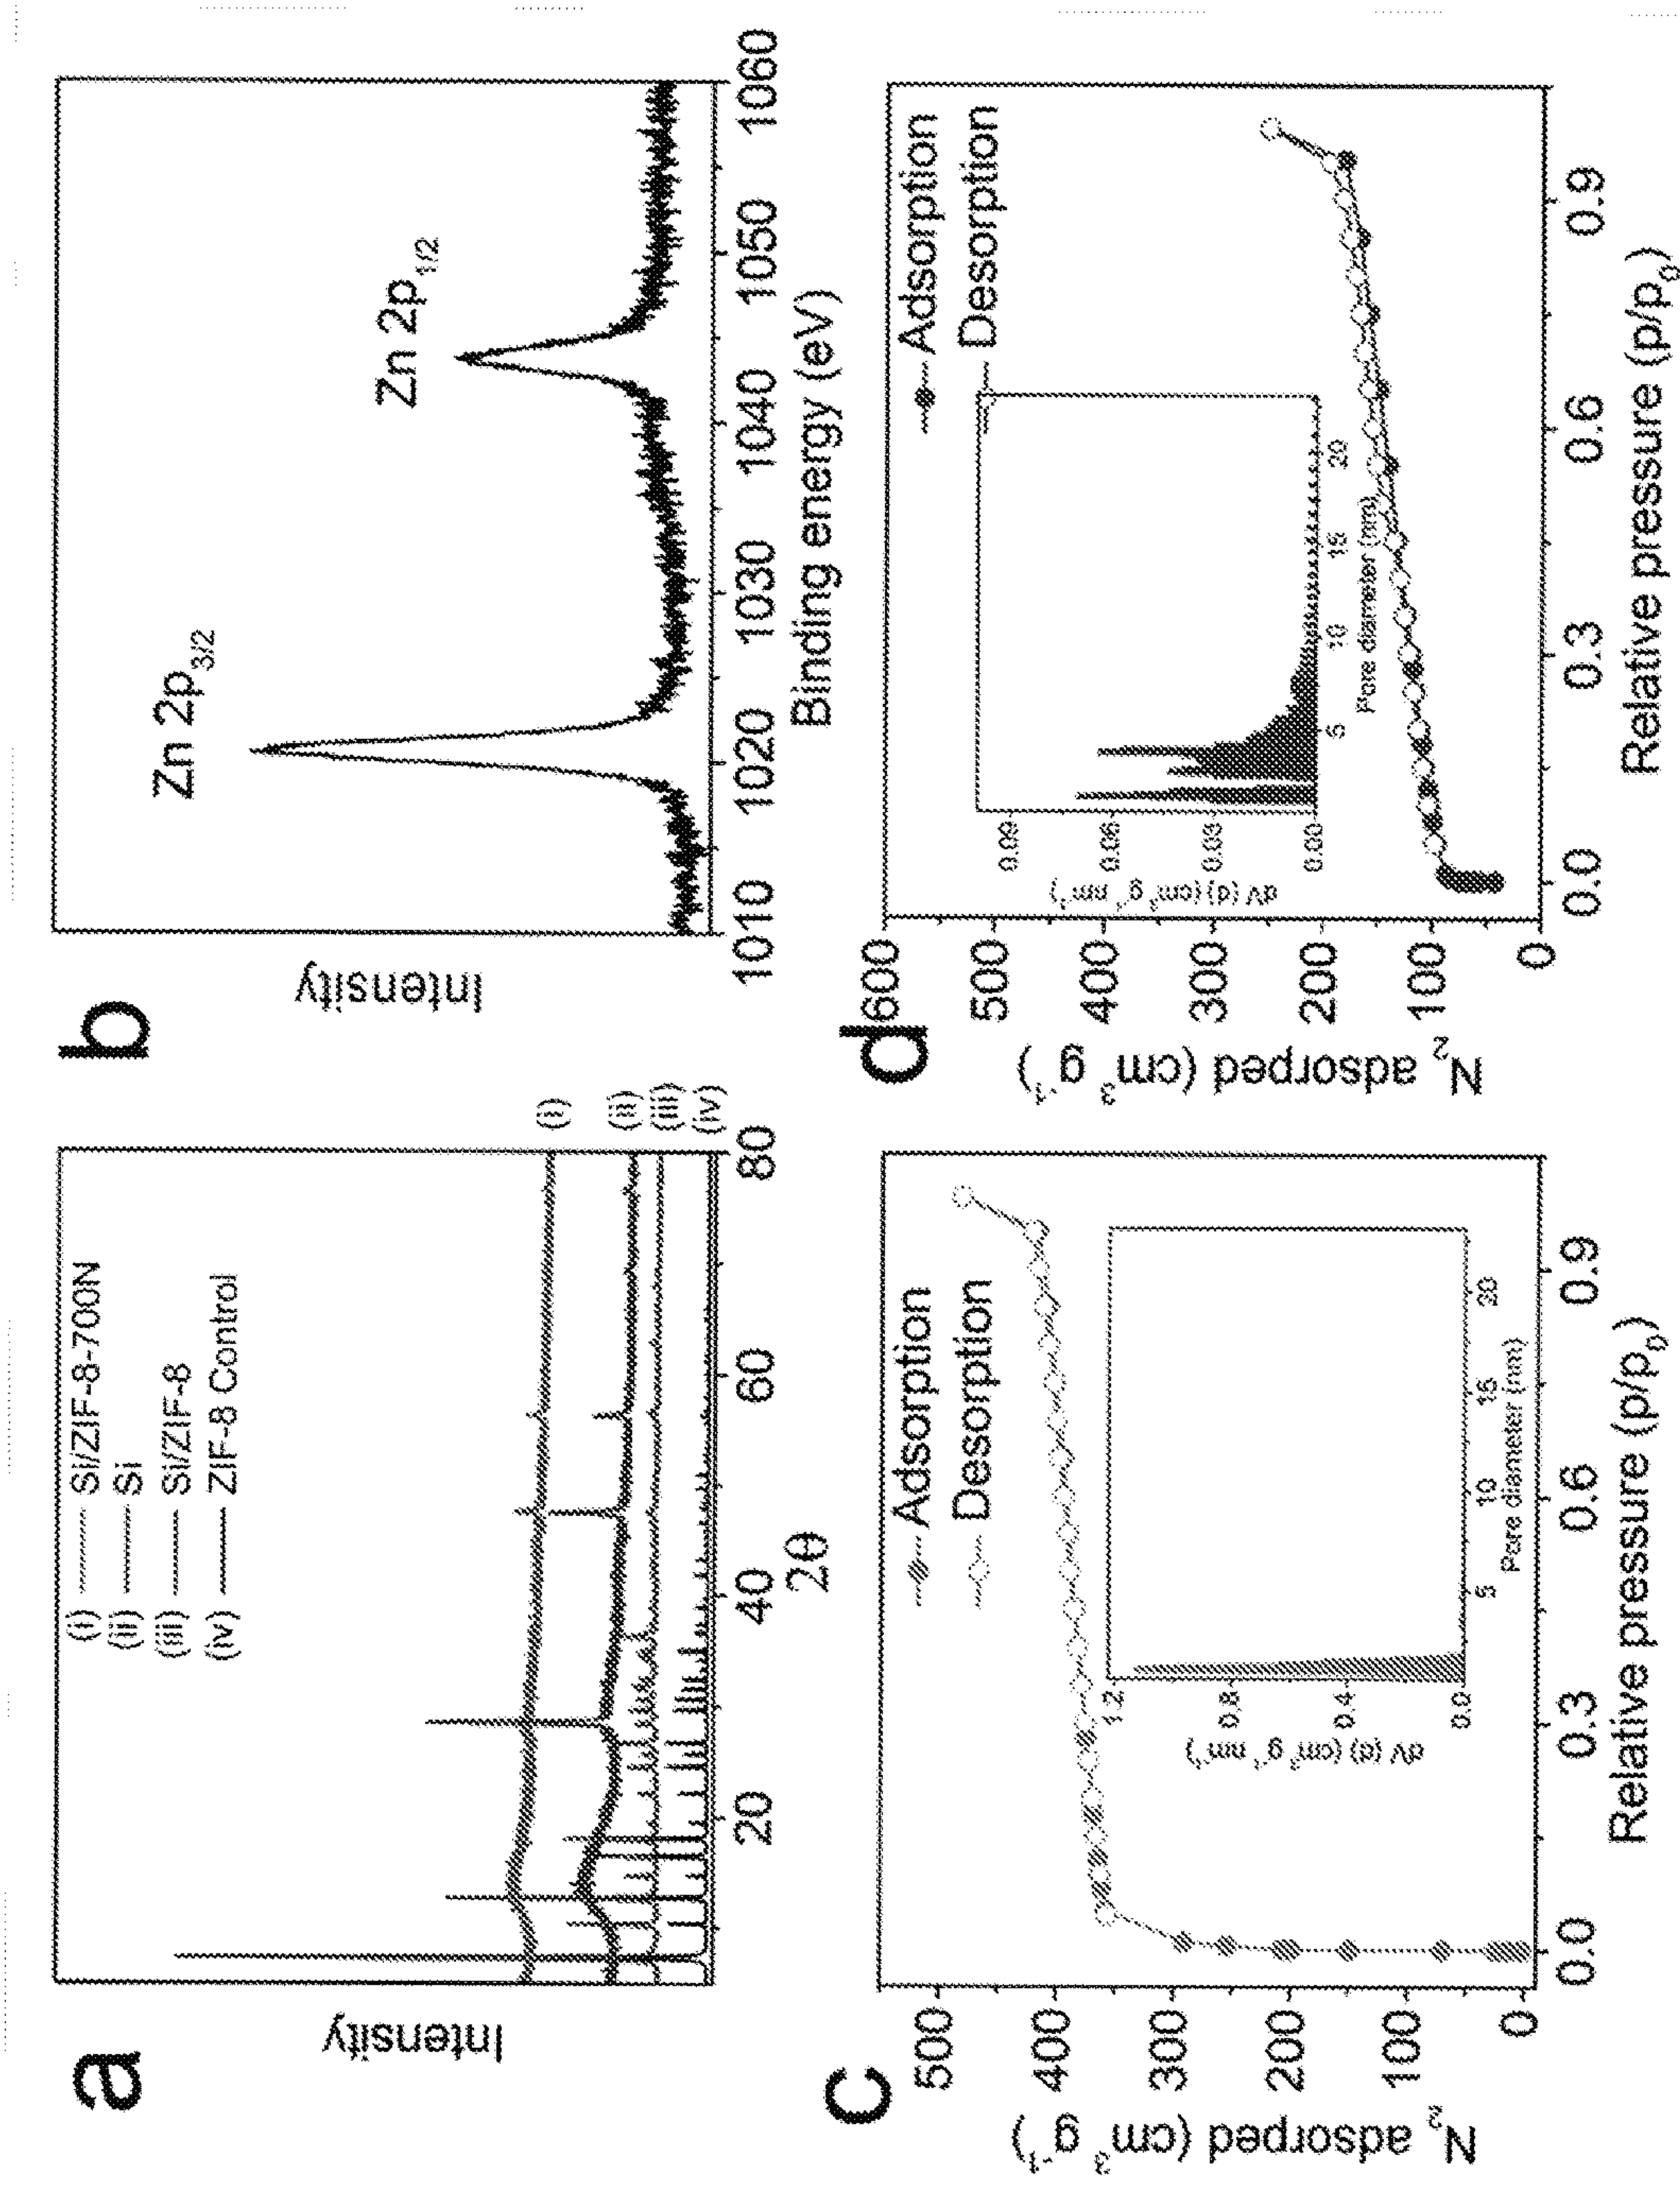 a
Intensity
(i) Si/ZIF-8-700N
(ii) Si
(iii) Si/ZIF-8
(iv) ZIF-8 Control
(i)
(ii)
(iii)
(iv)
20 40 60 80
2θ
b
Intensity
Zn 2p3/2
Zn 2p1/2
1010 1020 1030 1040 1050 1060
Binding energy (eV)
c
N2 adsorped (cm3 g-1)
500
400
300
200
100
0
Adsorption
Desorption
dV (d) (cm3 g-1 nm-1)
1.2
0.8
0.4
0.0
5 10 15 20
Pore diameter (nm)
0.0 0.3 0.6 0.9
Relative pressure (p/p0)
d
N2 adsorped (cm3 g-1)
600
500
400
300
200
100
0
Adsorption
Desorption
dV (d) (cm3 g-1 nm-1)
0.09
0.06
0.03
0.00
5 10 15 20
Pore diameter (nm)
0.0 0.3 0.6 0.9
Relative pressure (p/p0)